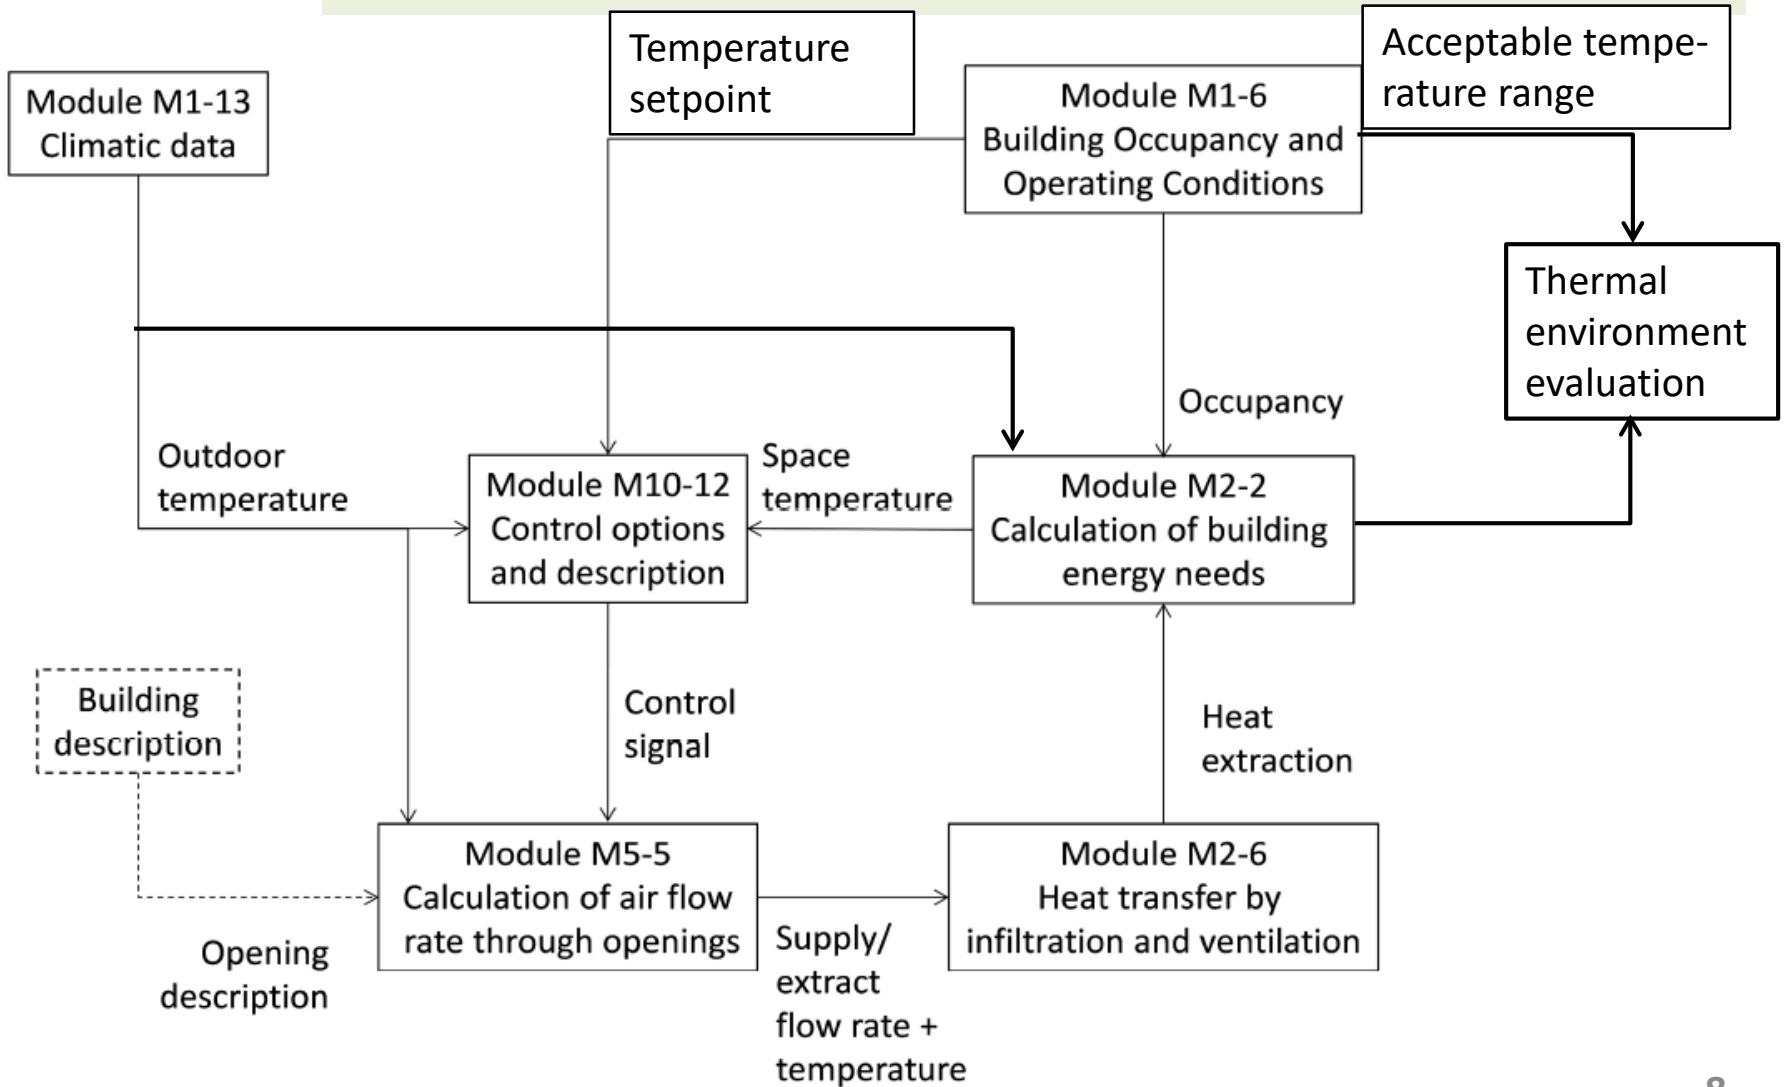 Temperature
setpoint
Acceptable tempe-
rature range
Module M1-13
Climatic data
Module M1-6
Building Occupancy and
Operating Conditions
Thermal
environment
evaluation
Occupancy
Outdoor
temperature
Module M10-12
Control options
and description
Space
temperature
Module M2-2
Calculation of building
energy needs
Building
description
Control
signal
Heat
extraction
Opening
description
Module M5-5
Calculation of air flow
rate through openings
Supply/
extract
flow rate +
temperature
Module M2-6
Heat transfer by
infiltration and ventilation